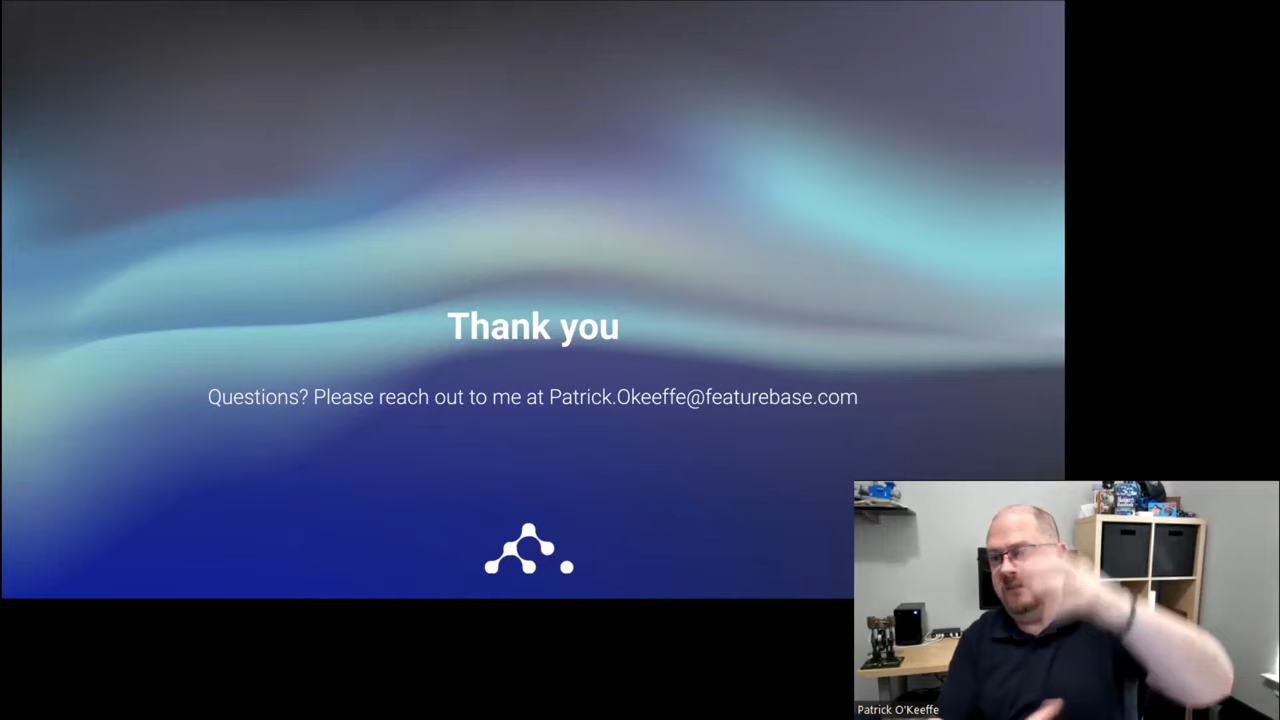 Thank you
Questions? Please reach out to me at Patrick.Okeeffe@featurebase.com
Patrick O'Keeffe